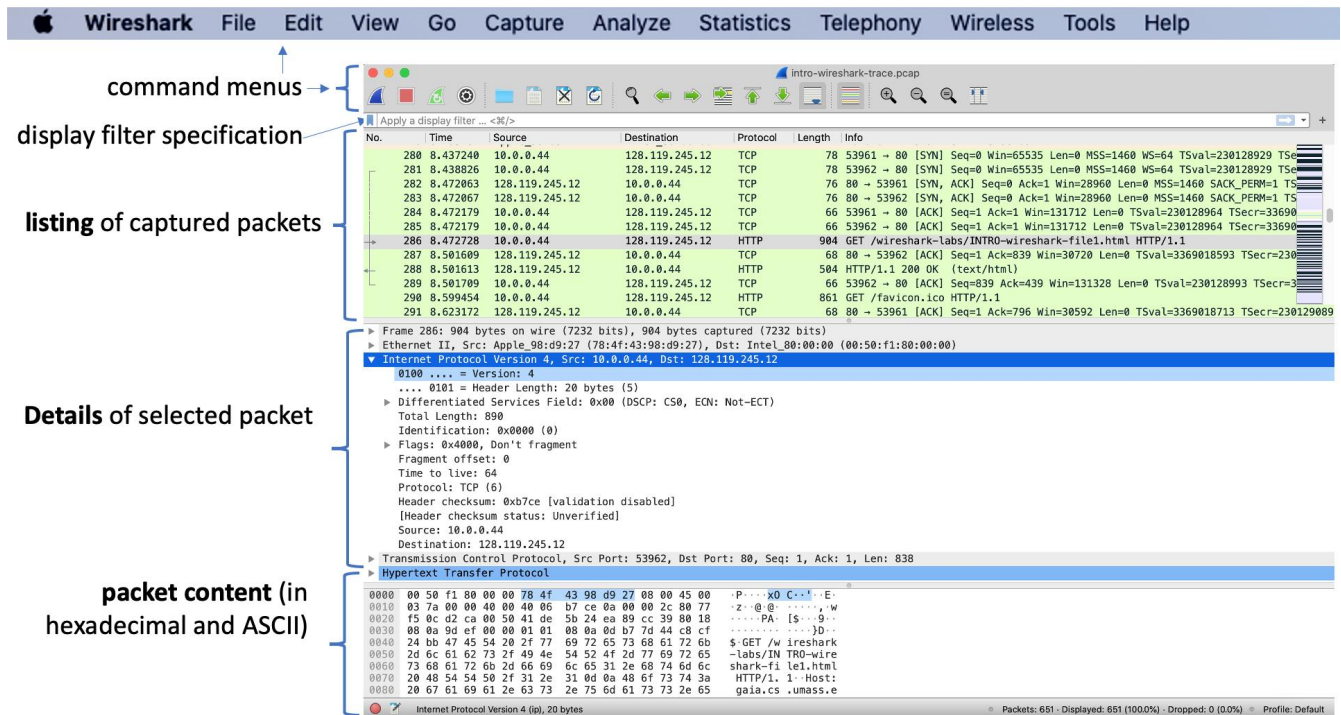 Wireshark File Edit View Go Capture Analyze Statistics Telephony Wireless Tools Help
command menus
intro-wireshark-trace.pcap
display filter specification
Apply a display filter ... <⌘/>
No. Time Source Destination Protocol Length Info
280 8.437240 10.0.0.44 128.119.245.12 TCP 78 53961 → 80 [SYN] Seq=0 Win=65535 Len=0 MSS=1460 WS=64 TSval=230128929 TSe
281 8.438826 10.0.0.44 128.119.245.12 TCP 78 53962 → 80 [SYN] Seq=0 Win=65535 Len=0 MSS=1460 WS=64 TSval=230128929 TSe
282 8.472063 128.119.245.12 10.0.0.44 TCP 76 80 → 53961 [SYN, ACK] Seq=0 Ack=1 Win=28960 Len=0 MSS=1460 SACK_PERM=1 TS
283 8.472067 128.119.245.12 10.0.0.44 TCP 76 80 → 53962 [SYN, ACK] Seq=0 Ack=1 Win=28960 Len=0 MSS=1460 SACK_PERM=1 TS
284 8.472179 10.0.0.44 128.119.245.12 TCP 66 53961 → 80 [ACK] Seq=1 Ack=1 Win=131712 Len=0 TSval=230128964 TSecr=33690
285 8.472179 10.0.0.44 128.119.245.12 TCP 66 53962 → 80 [ACK] Seq=1 Ack=1 Win=131712 Len=0 TSval=230128964 TSecr=33690
286 8.472728 10.0.0.44 128.119.245.12 HTTP 904 GET /wireshark-labs/INTRO-wireshark-file1.html HTTP/1.1
287 8.501609 128.119.245.12 10.0.0.44 TCP 68 80 → 53962 [ACK] Seq=1 Ack=839 Win=30720 Len=0 TSval=3369018593 TSecr=230
288 8.501613 128.119.245.12 10.0.0.44 HTTP 504 HTTP/1.1 200 OK (text/html)
289 8.501709 10.0.0.44 128.119.245.12 TCP 66 53962 → 80 [ACK] Seq=839 Ack=439 Win=131328 Len=0 TSval=230128993 TSecr=3
290 8.599454 10.0.0.44 128.119.245.12 HTTP 861 GET /favicon.ico HTTP/1.1
291 8.623172 128.119.245.12 10.0.0.44 TCP 68 80 → 53961 [ACK] Seq=1 Ack=796 Win=30592 Len=0 TSval=3369018713 TSecr=230129089
listing of captured packets
Frame 286: 904 bytes on wire (7232 bits), 904 bytes captured (7232 bits)
Ethernet II, Src: Apple_98:d9:27 (78:4f:43:98:d9:27), Dst: Intel_80:00:00 (00:50:f1:80:00:00)
Internet Protocol Version 4, Src: 10.0.0.44, Dst: 128.119.245.12
0100 .... = Version: 4
.... 0101 = Header Length: 20 bytes (5)
Differentiated Services Field: 0x00 (DSCP: CS0, ECN: Not-ECT)
Details of selected packet
Total Length: 890
Identification: 0x0000 (0)
Flags: 0x4000, Don't fragment
Fragment offset: 0
Time to live: 64
Protocol: TCP (6)
Header checksum: 0xb7ce [validation disabled]
[Header checksum status: Unverified]
Source: 10.0.0.44
Destination: 128.119.245.12
Transmission Control Protocol, Src Port: 53962, Dst Port: 80, Seq: 1, Ack: 1, Len: 838
Hypertext Transfer Protocol
packet content (in
hexadecimal and ASCII)
0000 00 50 f1 80 00 00 78 4f 43 98 d9 27 08 00 45 00 ·P····xO C··'··E·
0010 03 7a 00 00 40 00 40 06 b7 ce 0a 00 00 2c 80 77 ·z··@·@· ·····,·w
0020 f5 0c d2 ca 00 50 41 de 5b 24 ea 89 cc 39 80 18 ·····PA· [$···9··
0030 08 0a 9d ef 00 00 01 01 08 0a 0d b7 7d 44 c8 cf ········ ····}D··
0040 24 bb 47 45 54 20 2f 77 69 72 65 73 68 61 72 6b $·GET /w ireshark
0050 2d 6c 61 62 73 2f 49 4e 54 52 4f 2d 77 69 72 65 -labs/IN TRO-wire
0060 73 68 61 72 6b 2d 66 69 6c 65 31 2e 68 74 6d 6c shark-fi le1.html
0070 20 48 54 54 50 2f 31 2e 31 0d 0a 48 6f 73 74 3a HTTP/1. 1··Host:
0080 20 67 61 69 61 2e 63 73 2e 75 6d 61 73 73 2e 65 gaia.cs .umass.e
Internet Protocol Version 4 (ip), 20 bytes Packets: 651 · Displayed: 651 (100.0%) · Dropped: 0 (0.0%) Profile: Default